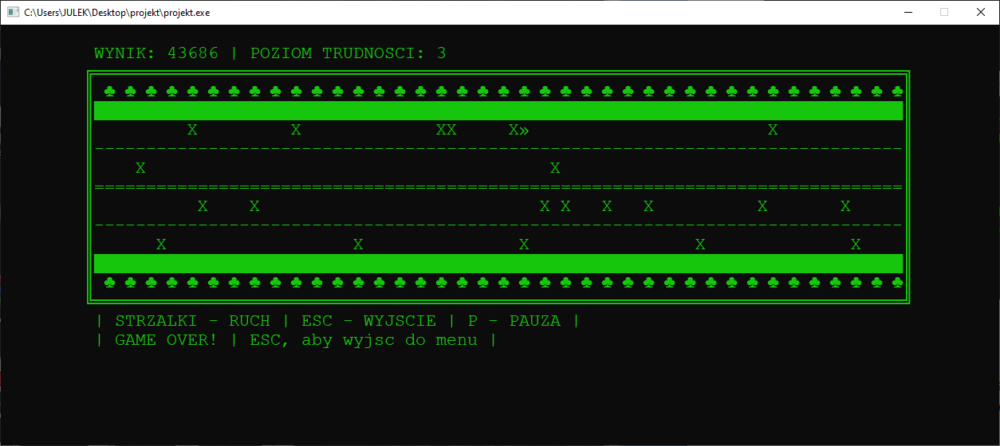 C:\Users\JULEK\Desktop\projekt\projekt.exe
WYNIK: 43686 | POZIOM TRUDNOSCI: 3
X X XX X» X
X X
X X X X X X X X
X X X X X
| STRZALKI - RUCH | ESC - WYJSCIE | P - PAUZA |
| GAME OVER! | ESC, aby wyjsc do menu |